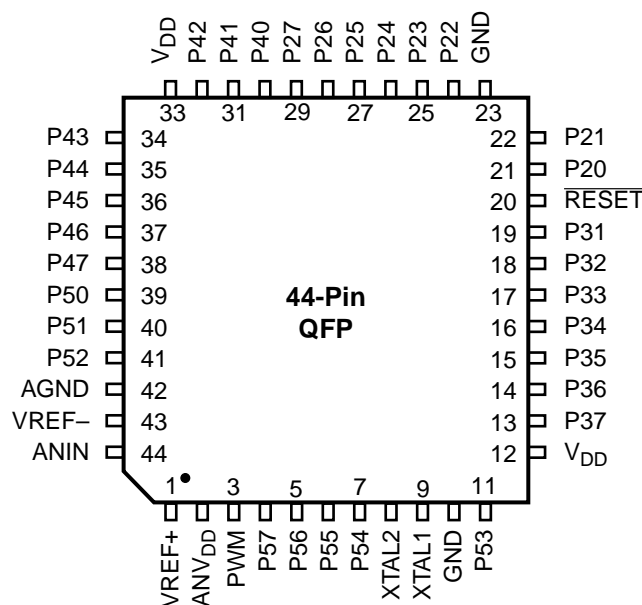 VDD P42 P41 P40 P27 P26 P25 P24 P23 P22 GND
33 31 29 27 25 23
P43 34 22 P21
P44 35 21 P20
P45 36 20 RESET
P46 37 19 P31
P47 38 18 P32
P50 39 17 P33
P51 40 16 P34
P52 41 15 P35
AGND 42 14 P36
VREF– 43 13 P37
ANIN 44 12 VDD
44-Pin
QFP
1 3 5 7 9 11
VREF+ ANVDD PWM P57 P56 P55 P54 XTAL2 XTAL1 GND P53